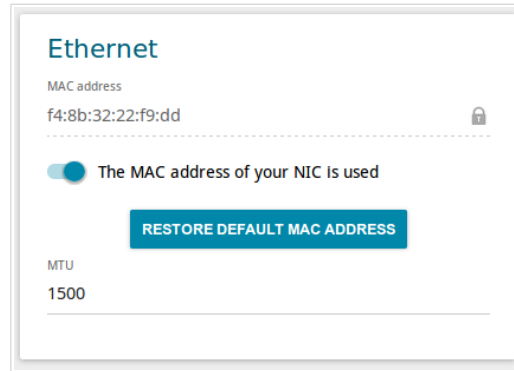 Ethernet
MAC address
f4:8b:32:22:f9:dd
The MAC address of your NIC is used
RESTORE DEFAULT MAC ADDRESS
MTU
1500